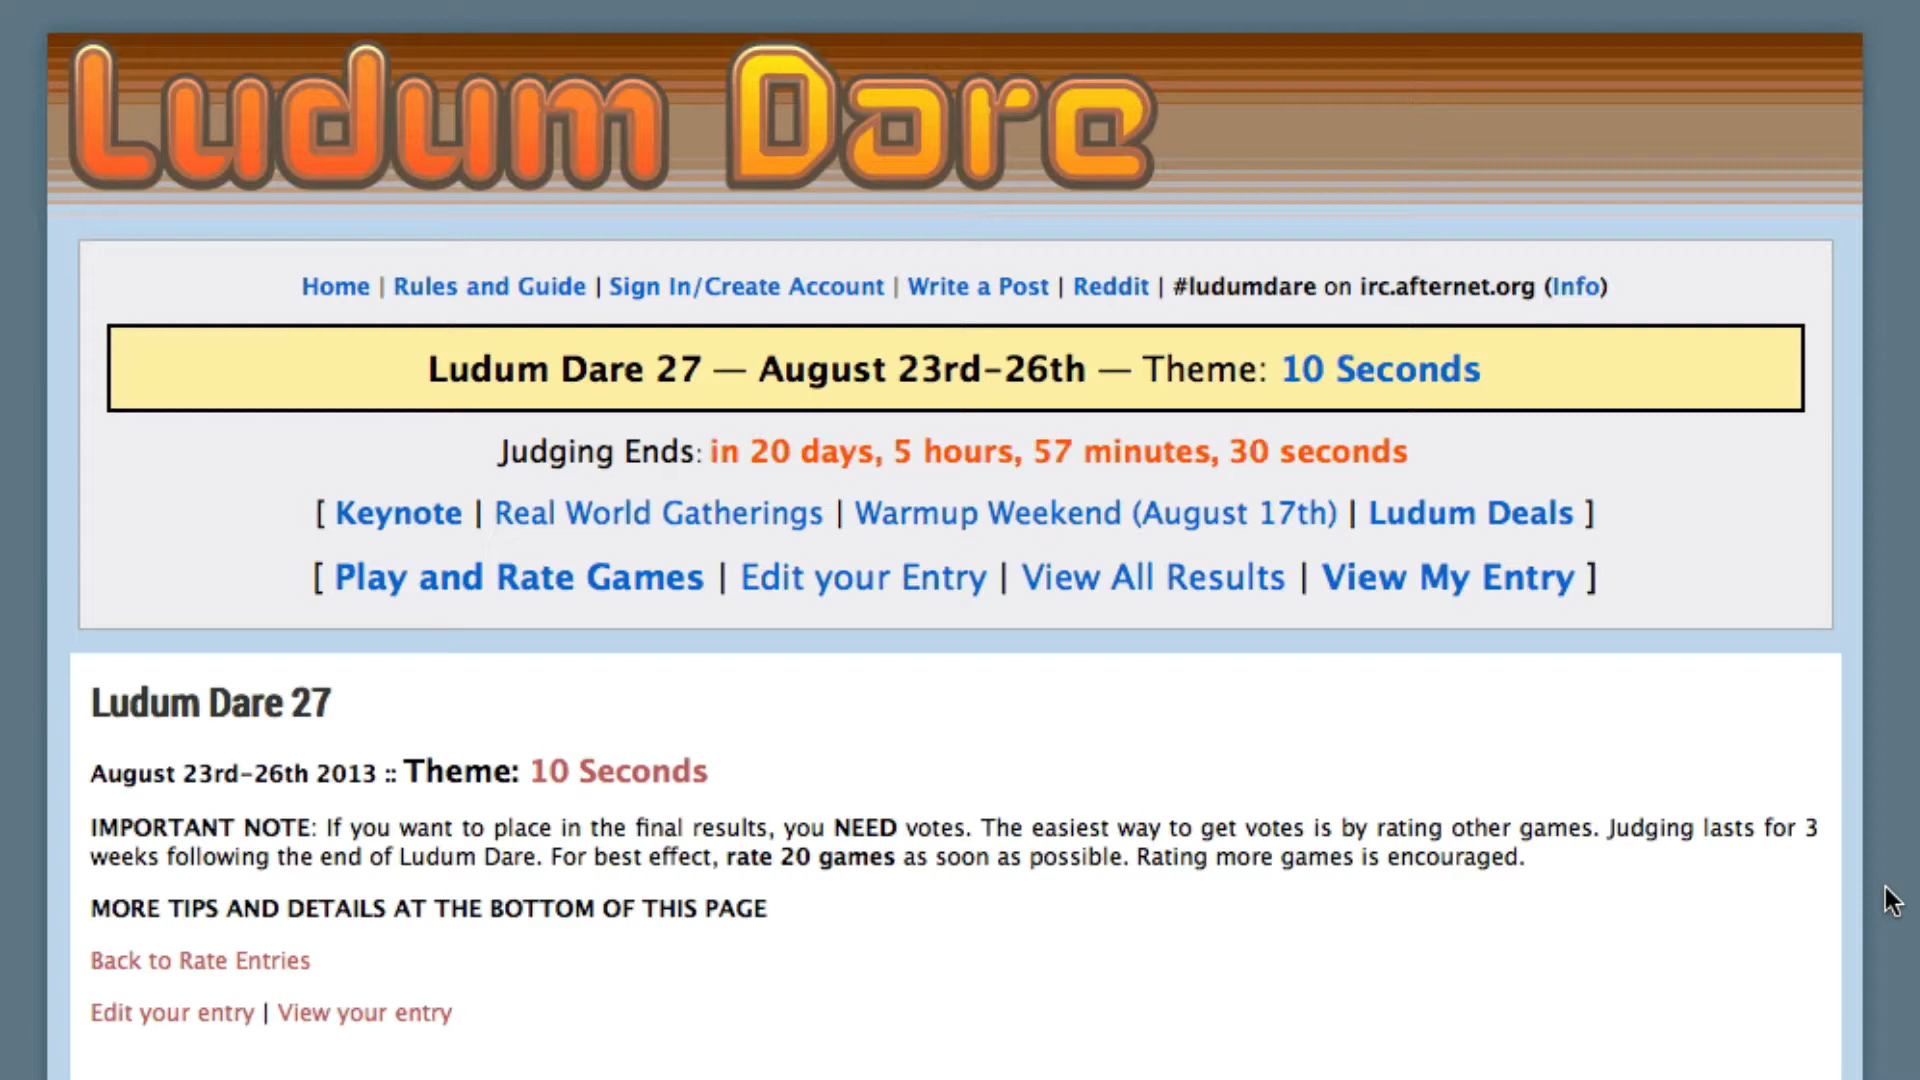 Ludum Dare
Home | Rules and Guide | Sign In/Create Account | Write a Post | Reddit | #ludumdare on irc.afternet.org (Info)
Ludum Dare 27 — August 23rd-26th — Theme: 10 Seconds
Judging Ends: in 20 days, 5 hours, 57 minutes, 30 seconds
[ Keynote | Real World Gatherings | Warmup Weekend (August 17th) | Ludum Deals ]
[ Play and Rate Games | Edit your Entry | View All Results | View My Entry ]
Ludum Dare 27
August 23rd-26th 2013 :: Theme: 10 Seconds
IMPORTANT NOTE: If you want to place in the final results, you NEED votes. The easiest way to get votes is by rating other games. Judging lasts for 3
weeks following the end of Ludum Dare. For best effect, rate 20 games as soon as possible. Rating more games is encouraged.
MORE TIPS AND DETAILS AT THE BOTTOM OF THIS PAGE
Back to Rate Entries
Edit your entry | View your entry